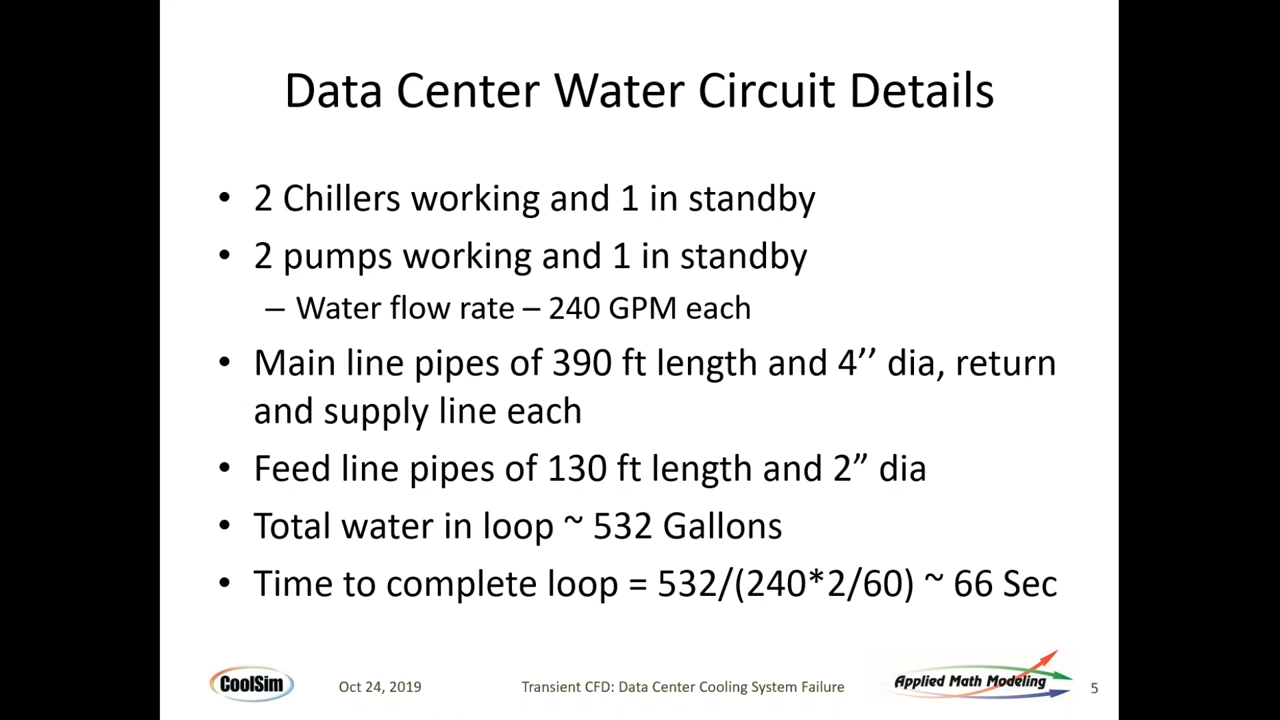 Data Center Water Circuit Details
• 2 Chillers working and 1 in standby
• 2 pumps working and 1 in standby
– Water flow rate – 240 GPM each
• Main line pipes of 390 ft length and 4’’ dia, return
and supply line each
• Feed line pipes of 130 ft length and 2” dia
• Total water in loop ~ 532 Gallons
• Time to complete loop = 532/(240*2/60) ~ 66 Sec
CoolSim
Oct 24, 2019
Transient CFD: Data Center Cooling System Failure
Applied Math Modeling
5